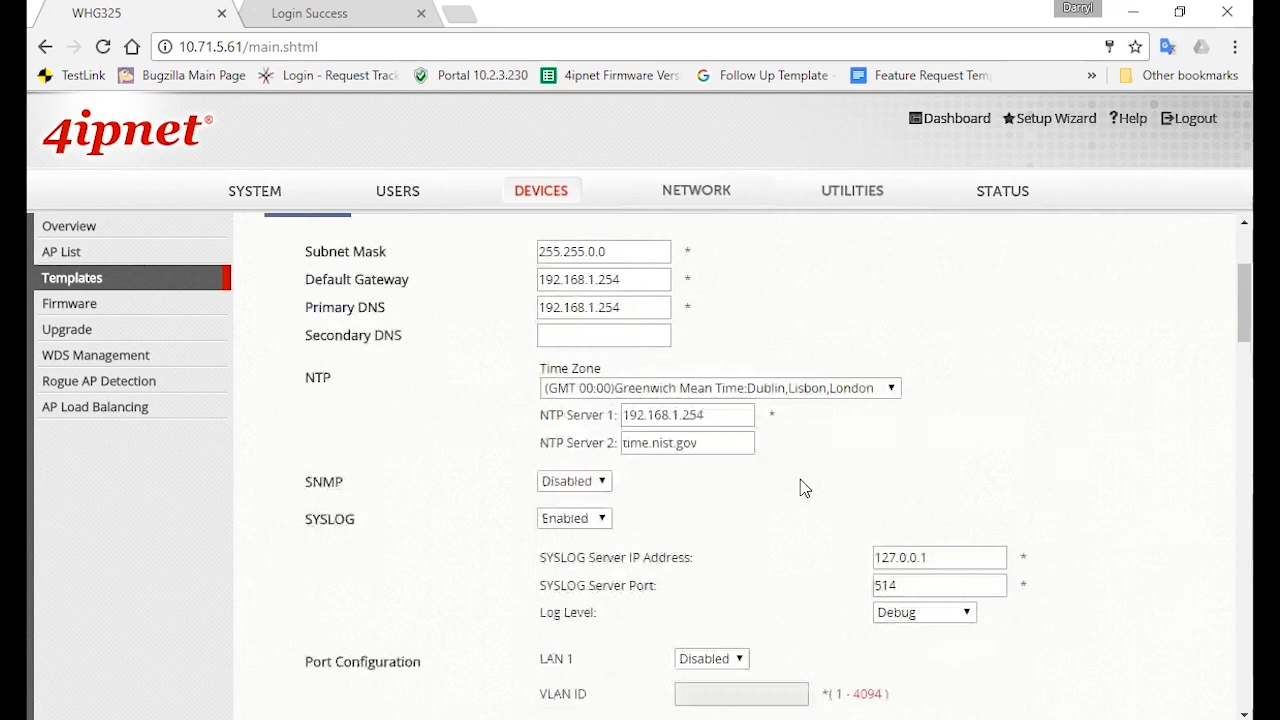 WHG325
Login Success
Darryl
10.71.5.61/main.shtml
TestLink
Bugzilla Main Page
Login - Request Track
Portal 10.2.3.230
4ipnet Firmware Vers
Follow Up Template -
Feature Request Temp
»
Other bookmarks
4ipnet®
Dashboard
Setup Wizard
?Help
Logout
SYSTEM
USERS
DEVICES
NETWORK
UTILITIES
STATUS
Overview
AP List
Templates
Firmware
Upgrade
WDS Management
Rogue AP Detection
AP Load Balancing
Subnet Mask 255.255.0.0 *
Default Gateway 192.168.1.254 *
Primary DNS 192.168.1.254 *
Secondary DNS
NTP
Time Zone
(GMT 00:00)Greenwich Mean Time:Dublin,Lisbon,London
NTP Server 1: 192.168.1.254 *
NTP Server 2: time.nist.gov
SNMP Disabled
SYSLOG Enabled
SYSLOG Server IP Address: 127.0.0.1 *
SYSLOG Server Port: 514 *
Log Level: Debug
Port Configuration LAN 1 Disabled
VLAN ID *( 1 - 4094 )